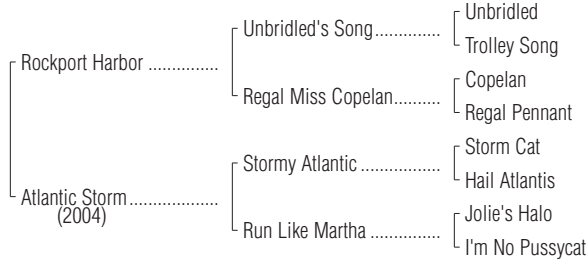 Unbridled
Unbridled's Song..............
Trolley Song
Rockport Harbor ...............
Copelan
Regal Miss Copelan..........
Regal Pennant
Storm Cat
Stormy Atlantic .................
Hail Atlantis
Atlantic Storm...................
(2004)
Jolie's Halo
Run Like Martha ...............
I'm No Pussycat